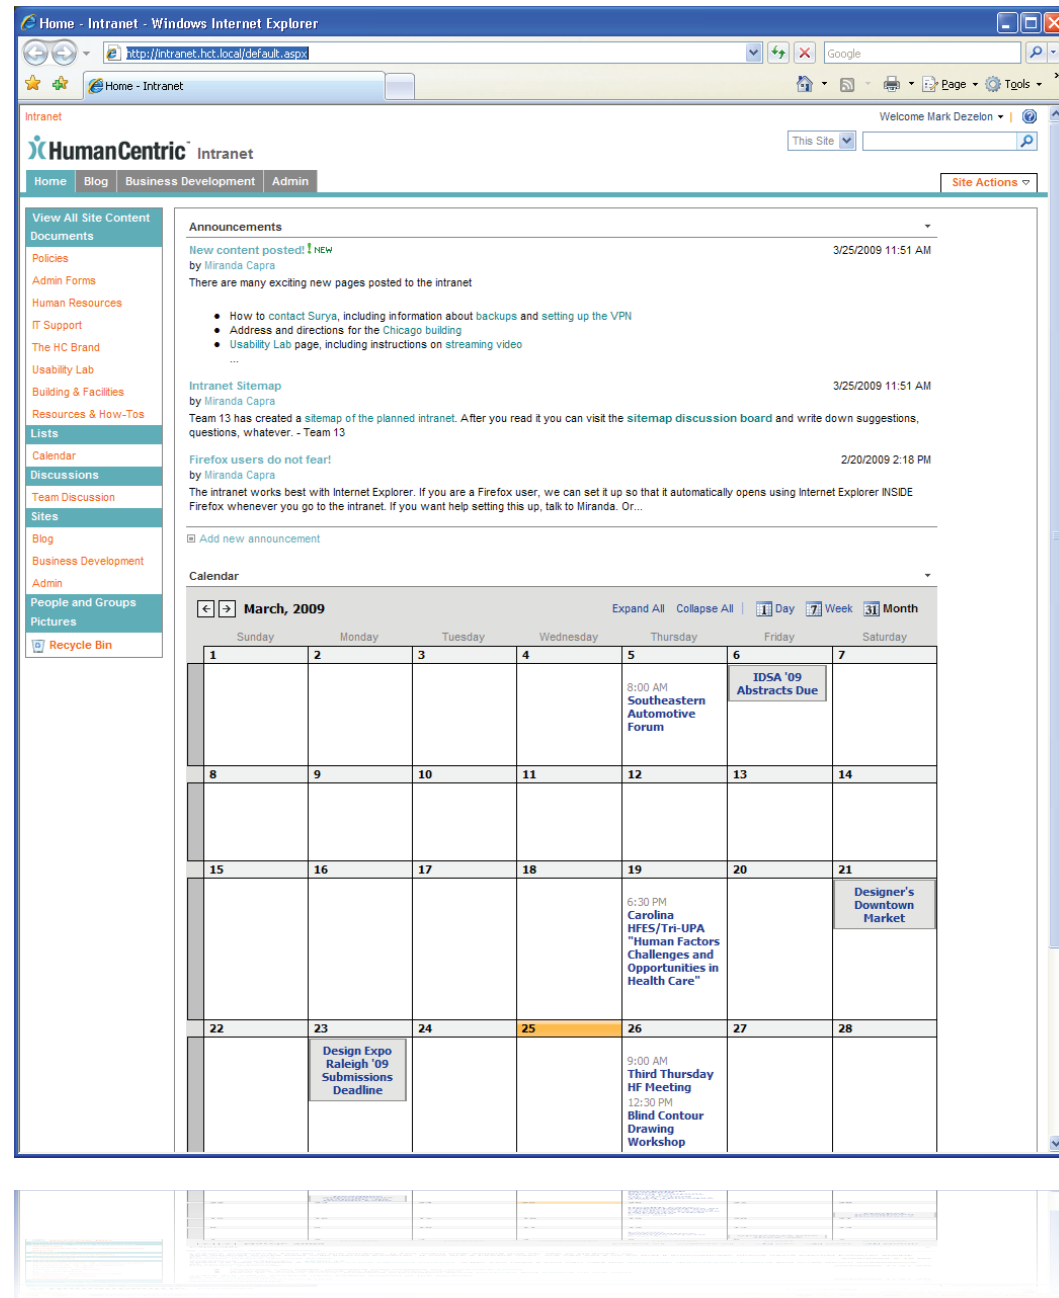 Home - Intranet - Windows Internet Explorer
http://intranet.hct.local/default.aspx
Google
Home - Intranet
Page
Tools
Intranet
Welcome Mark Dezelon
HumanCentric Intranet
This Site
Home Blog Business Development Admin
Site Actions
View All Site Content
Documents
Policies
Admin Forms
Human Resources
IT Support
The HC Brand
Usability Lab
Building & Facilities
Resources & How-Tos
Lists
Calendar
Discussions
Team Discussion
Sites
Blog
Business Development
Admin
People and Groups
Pictures
Recycle Bin
Announcements
New content posted! ! NEW 3/25/2009 11:51 AM
by Miranda Capra
There are many exciting new pages posted to the intranet
• How to contact Surya, including information about backups and setting up the VPN
• Address and directions for the Chicago building
• Usability Lab page, including instructions on streaming video
...
Intranet Sitemap 3/25/2009 11:51 AM
by Miranda Capra
Team 13 has created a sitemap of the planned intranet. After you read it you can visit the sitemap discussion board and write down suggestions,
questions, whatever. - Team 13
Firefox users do not fear! 2/20/2009 2:18 PM
by Miranda Capra
The intranet works best with Internet Explorer. If you are a Firefox user, we can set it up so that it automatically opens using Internet Explorer INSIDE
Firefox whenever you go to the intranet. If you want help setting this up, talk to Miranda. Or...
Add new announcement
Calendar
March, 2009 Expand All Collapse All | 1 Day 7 Week 31 Month
Sunday Monday Tuesday Wednesday Thursday Friday Saturday
1 2 3 4 5 6 7
8:00 AM
Southeastern
Automotive
Forum
IDSA '09
Abstracts Due
8 9 10 11 12 13 14
15 16 17 18 19 20 21
6:30 PM
Carolina
HFES/Tri-UPA
"Human Factors
Challenges and
Opportunities in
Health Care"
Designer's
Downtown
Market
22 23 24 25 26 27 28
Design Expo
Raleigh '09
Submissions
Deadline
9:00 AM
Third Thursday
HF Meeting
12:30 PM
Blind Contour
Drawing
Workshop